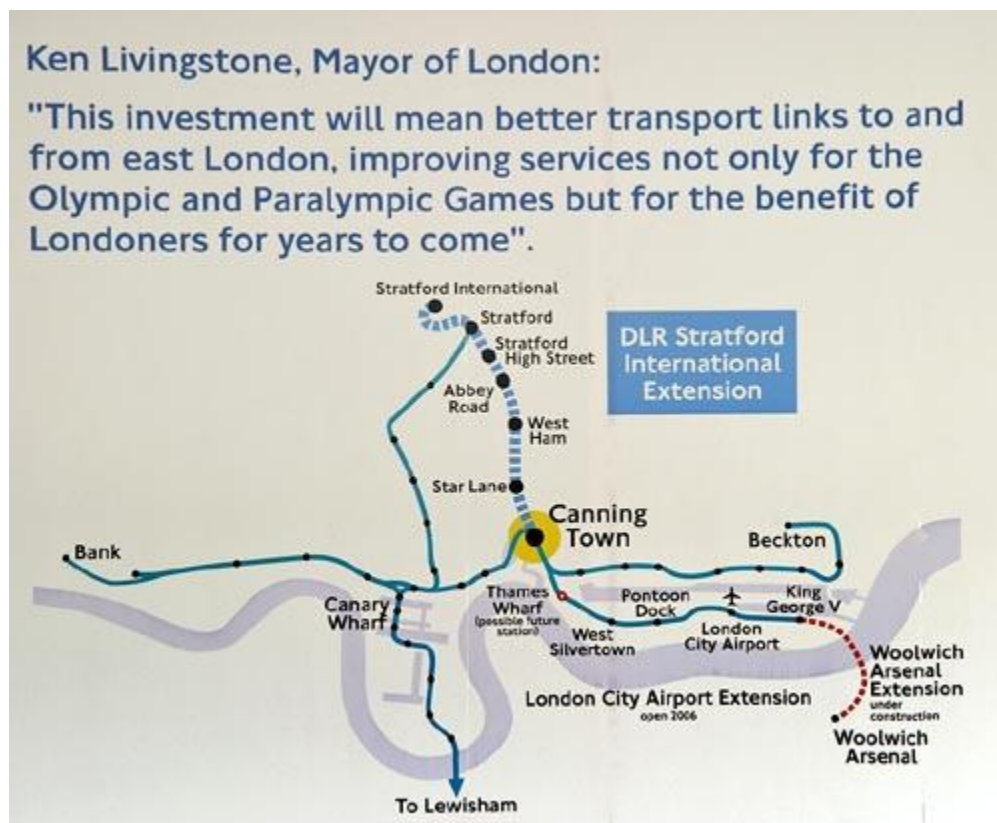 Ken Livingstone, Mayor of London:
"This investment will mean better transport links to and
from east London, improving services not only for the
Olympic and Paralympic Games but for the benefit of
Londoners for years to come".
Stratford International
Stratford
Stratford
High Street
Abbey
Road
West
Ham
Star Lane
DLR Stratford
International
Extension
Canning
Town
Bank
Beckton
Canary
Wharf
Thames
Wharf
(possible future
station)
West
Silvertown
Pontoon
Dock
London
City Airport
King
George V
Woolwich
Arsenal
Extension
under
construction
London City Airport Extension
open 2006
Woolwich
Arsenal
To Lewisham